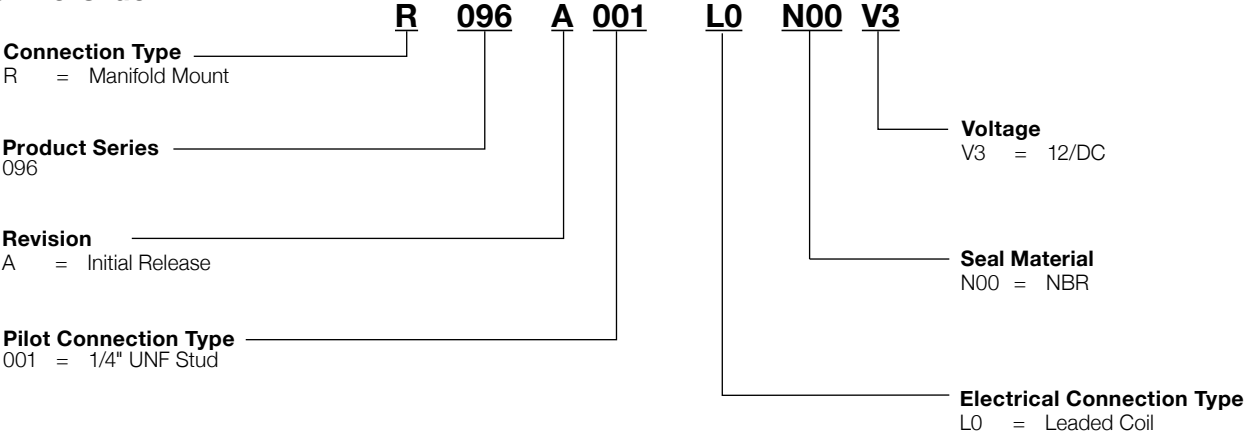 R 096 A 001 L0 N00 V3
Connection Type
R = Manifold Mount
Product Series
096
Revision
A = Initial Release
Pilot Connection Type
001 = 1/4" UNF Stud
Voltage
V3 = 12/DC
Seal Material
N00 = NBR
Electrical Connection Type
L0 = Leaded Coil